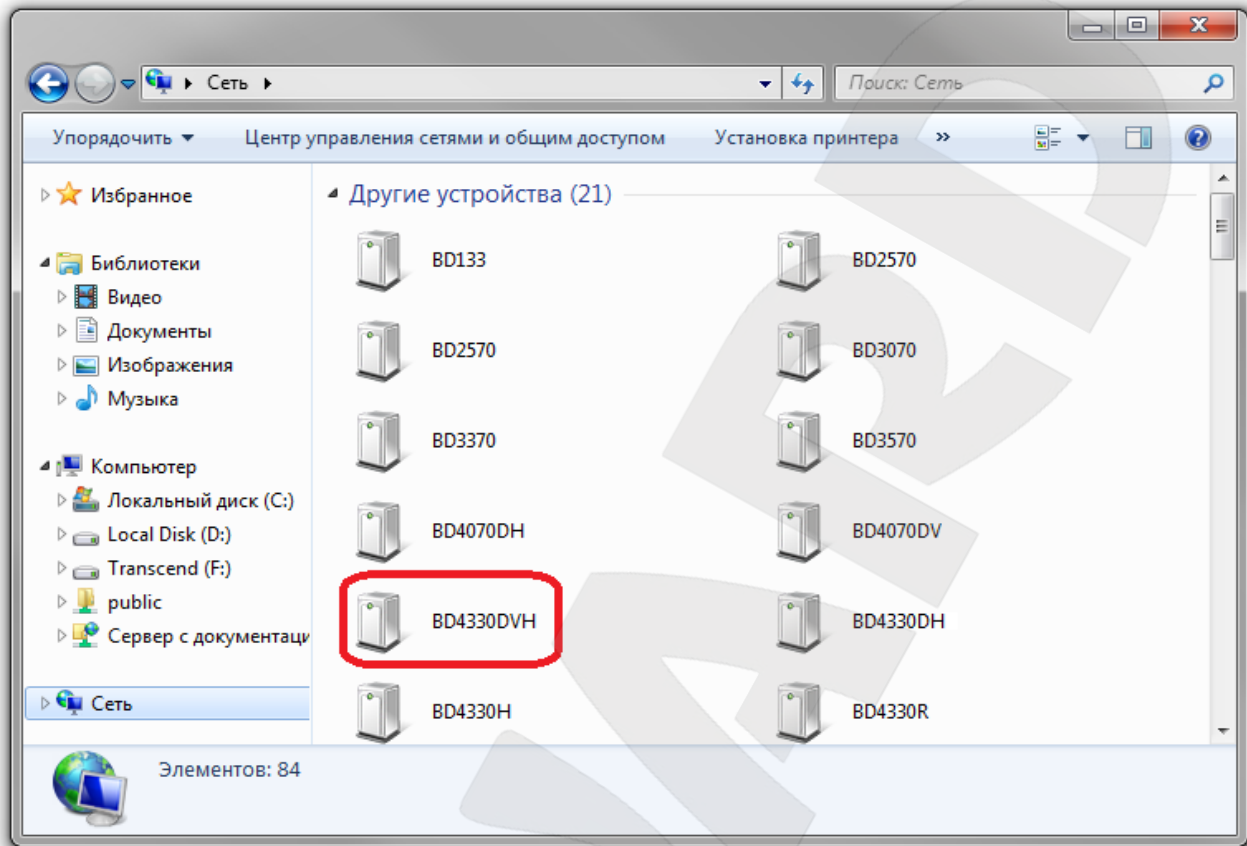 Сеть
Поиск: Сеть
Упорядочить Центр управления сетями и общим доступом Установка принтера »
Избранное
Библиотеки
Видео
Документы
Изображения
Музыка
Компьютер
Локальный диск (C:)
Local Disk (D:)
Transcend (F:)
public
Сервер с документаци
Сеть
Другие устройства (21)
BD133 BD2570
BD2570 BD3070
BD3370 BD3570
BD4070DH BD4070DV
BD4330DVH BD4330DH
BD4330H BD4330R
Элементов: 84